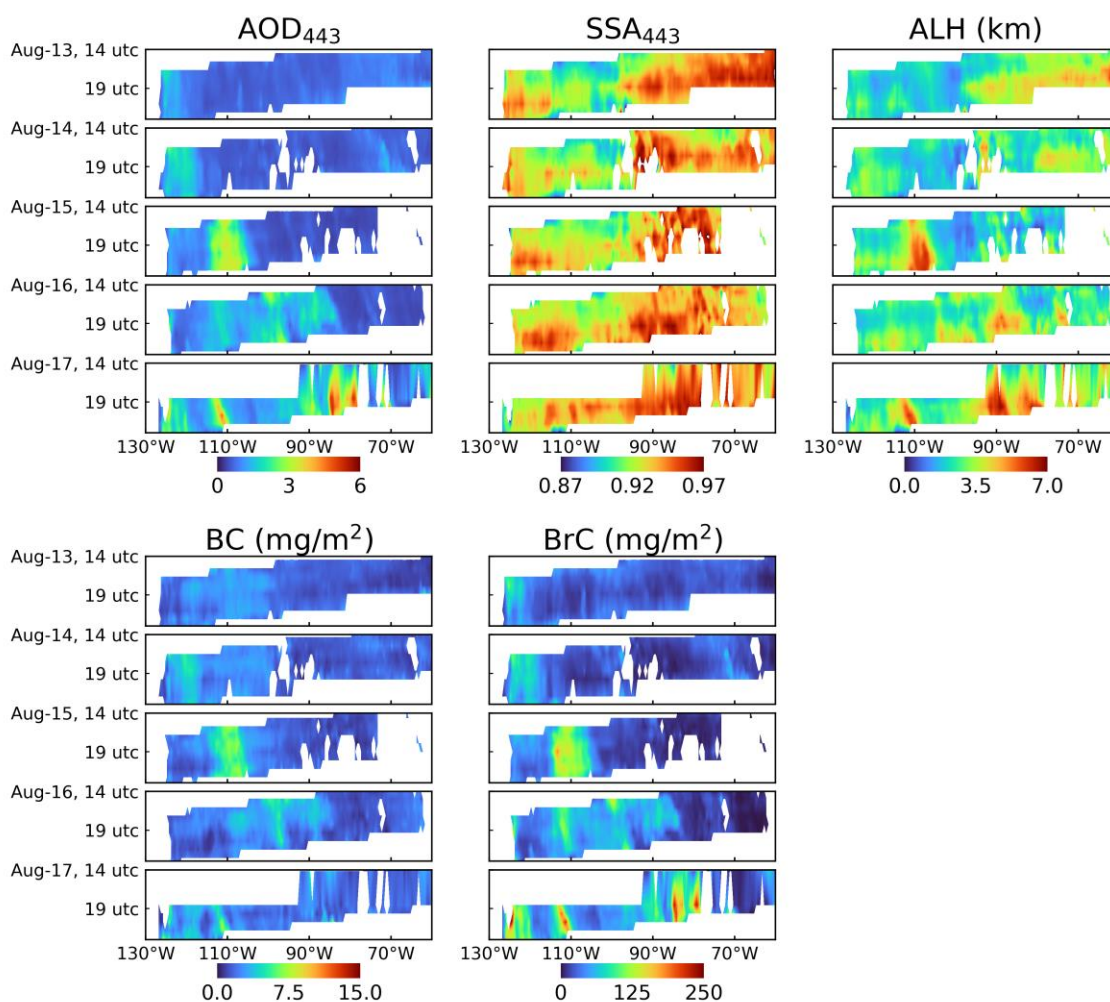 AOD₄₄₃ SSA₄₄₃ ALH (km)
Aug-13, 14 utc
19 utc
Aug-14, 14 utc
19 utc
Aug-15, 14 utc
19 utc
Aug-16, 14 utc
19 utc
Aug-17, 14 utc
19 utc
130°W 110°W 90°W 70°W 110°W 90°W 70°W 110°W 90°W 70°W
0 3 6 0.87 0.92 0.97 0.0 3.5 7.0
BC (mg/m²) BrC (mg/m²)
Aug-13, 14 utc
19 utc
Aug-14, 14 utc
19 utc
Aug-15, 14 utc
19 utc
Aug-16, 14 utc
19 utc
Aug-17, 14 utc
19 utc
130°W 110°W 90°W 70°W 110°W 90°W 70°W
0.0 7.5 15.0 0 125 250